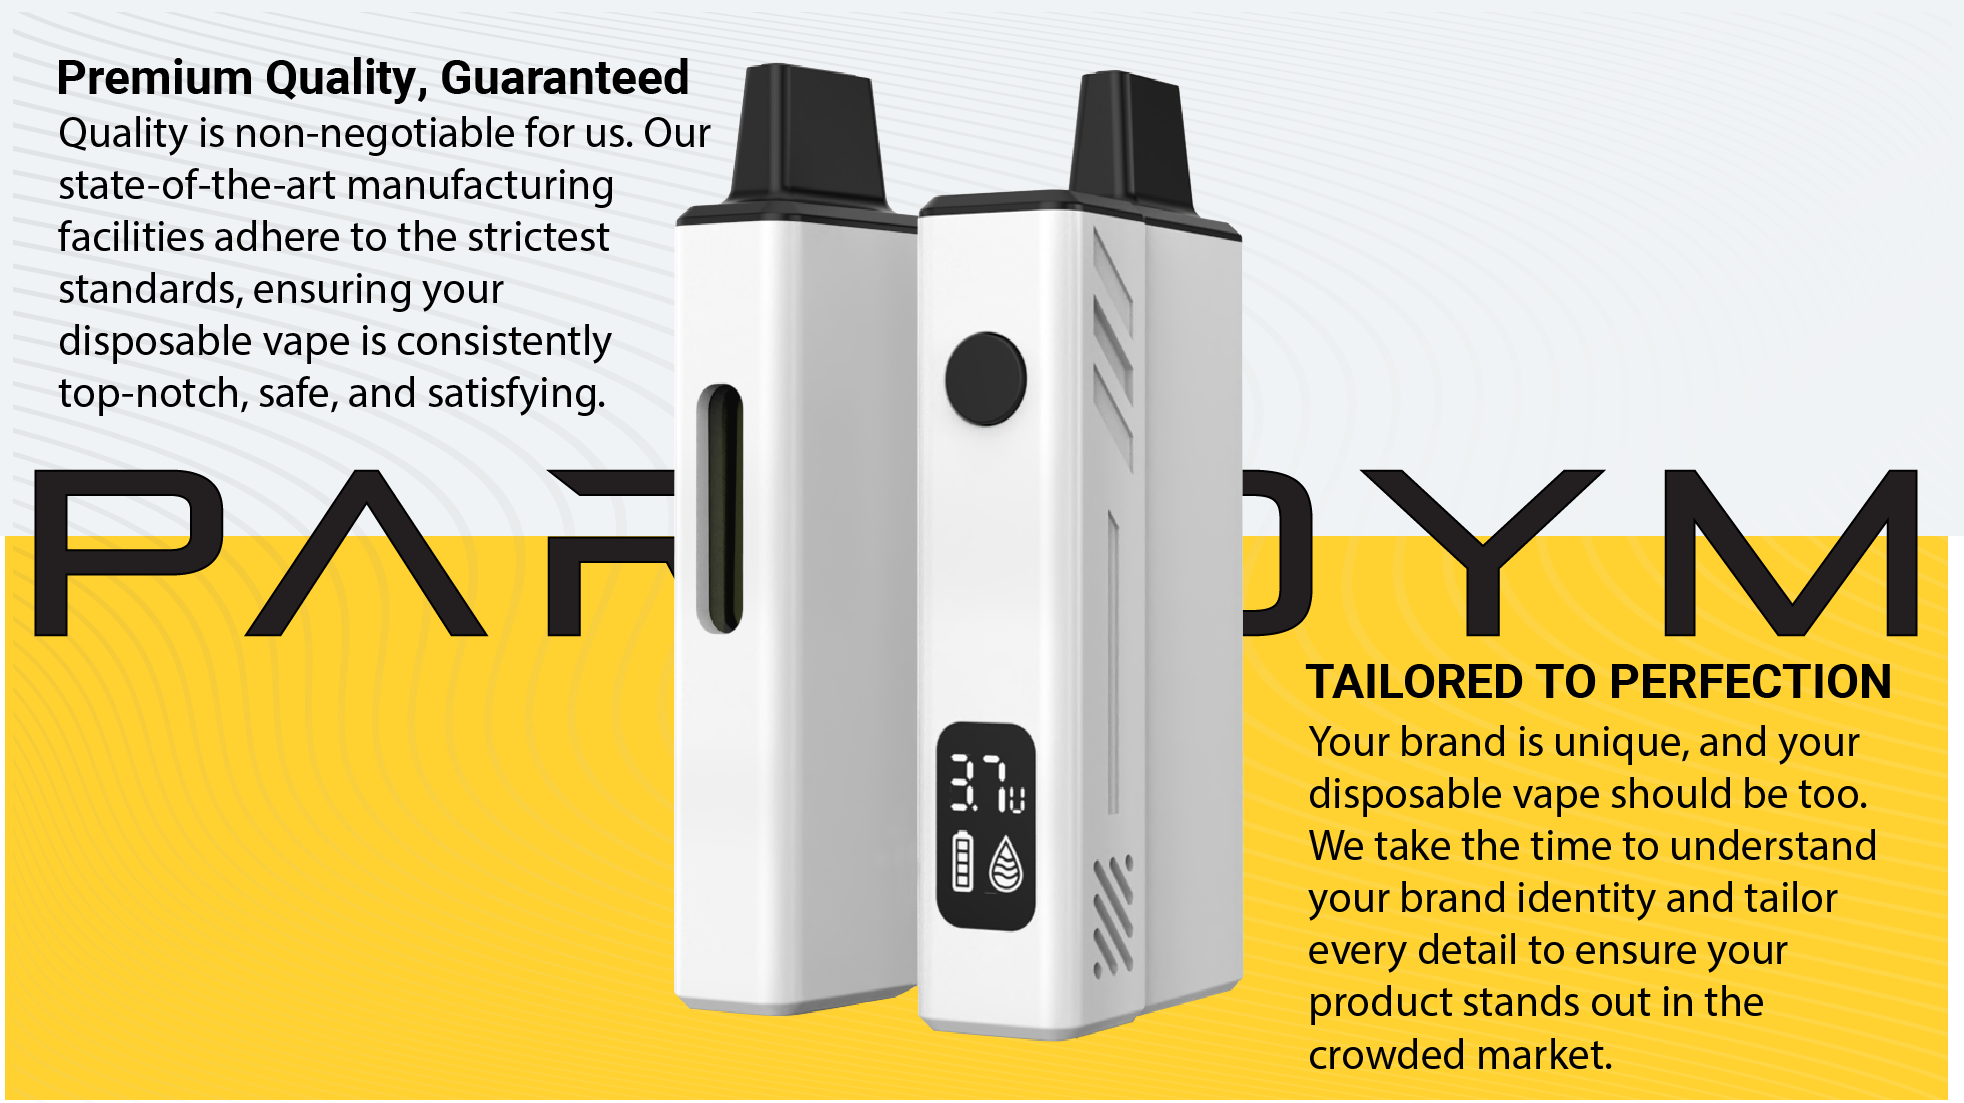 Premium Quality, Guaranteed
Quality is non-negotiable for us. Our
state-of-the-art manufacturing
facilities adhere to the strictest
standards, ensuring your
disposable vape is consistently
top-notch, safe, and satisfying.
3.7U
TAILORED TO PERFECTION
Your brand is unique, and your
disposable vape should be too.
We take the time to understand
your brand identity and tailor
every detail to ensure your
product stands out in the
crowded market.